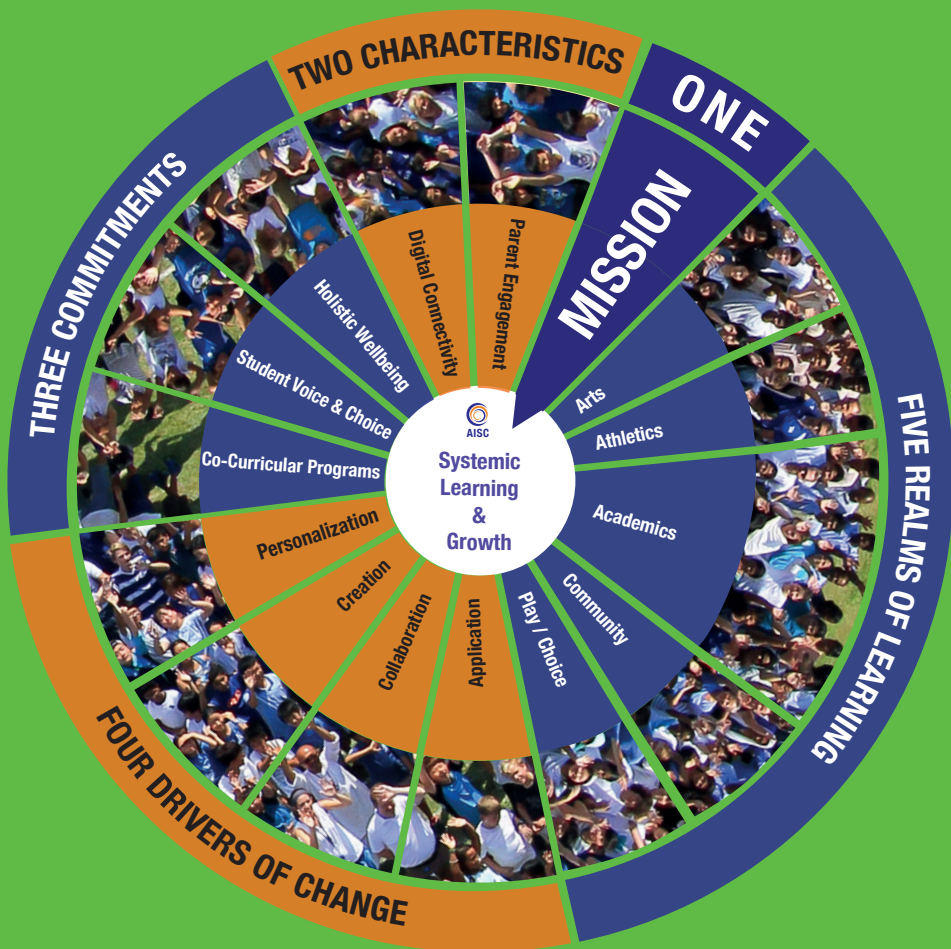 ONE
MISSION
TWO CHARACTERISTICS
Digital Connectivity
Parent Engagement
THREE COMMITMENTS
Holistic Wellbeing
Student Voice & Choice
Co-Curricular Programs
FOUR DRIVERS OF CHANGE
Personalization
Creation
Collaboration
Application
FIVE REALMS OF LEARNING
Arts
Athletics
Academics
Community
Play / Choice
AISC
Systemic
Learning
&
Growth